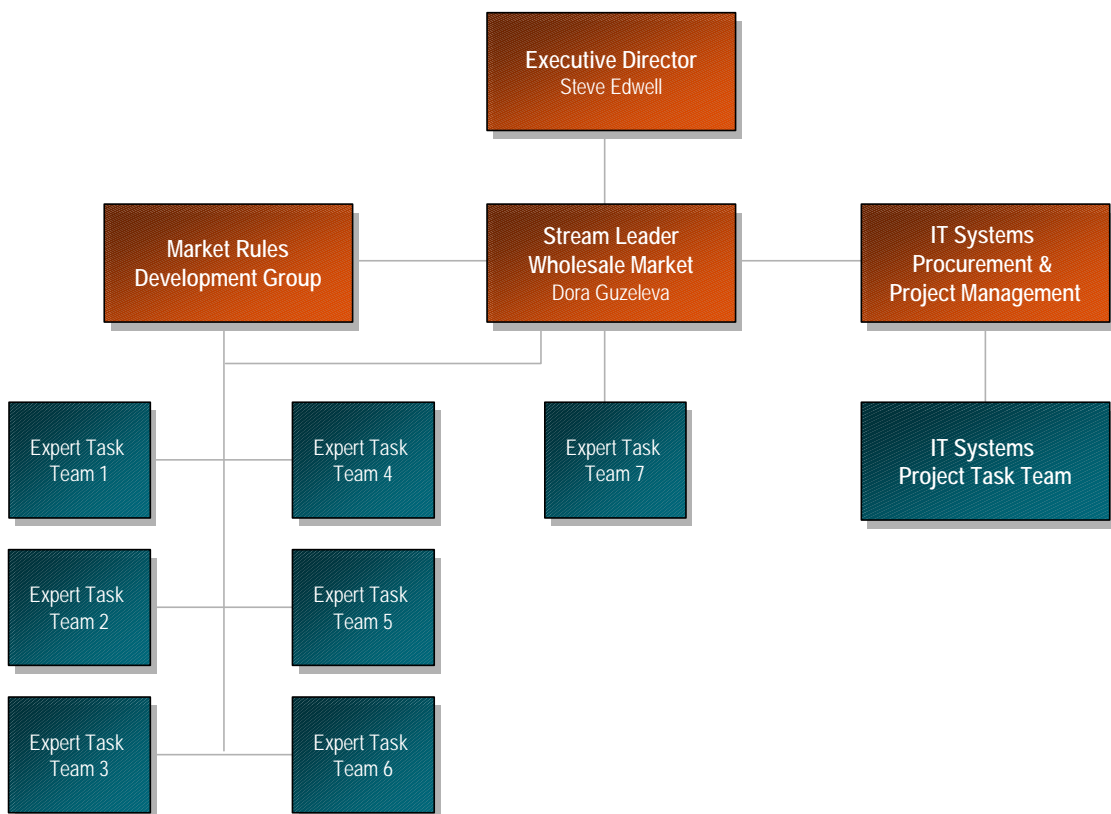 Executive Director
Steve Edwell
Market Rules
Development Group
Stream Leader
Wholesale Market
Dora Guzeleva
IT Systems
Procurement &
Project Management
Expert Task
Team 1
Expert Task
Team 4
Expert Task
Team 7
IT Systems
Project Task Team
Expert Task
Team 2
Expert Task
Team 5
Expert Task
Team 3
Expert Task
Team 6